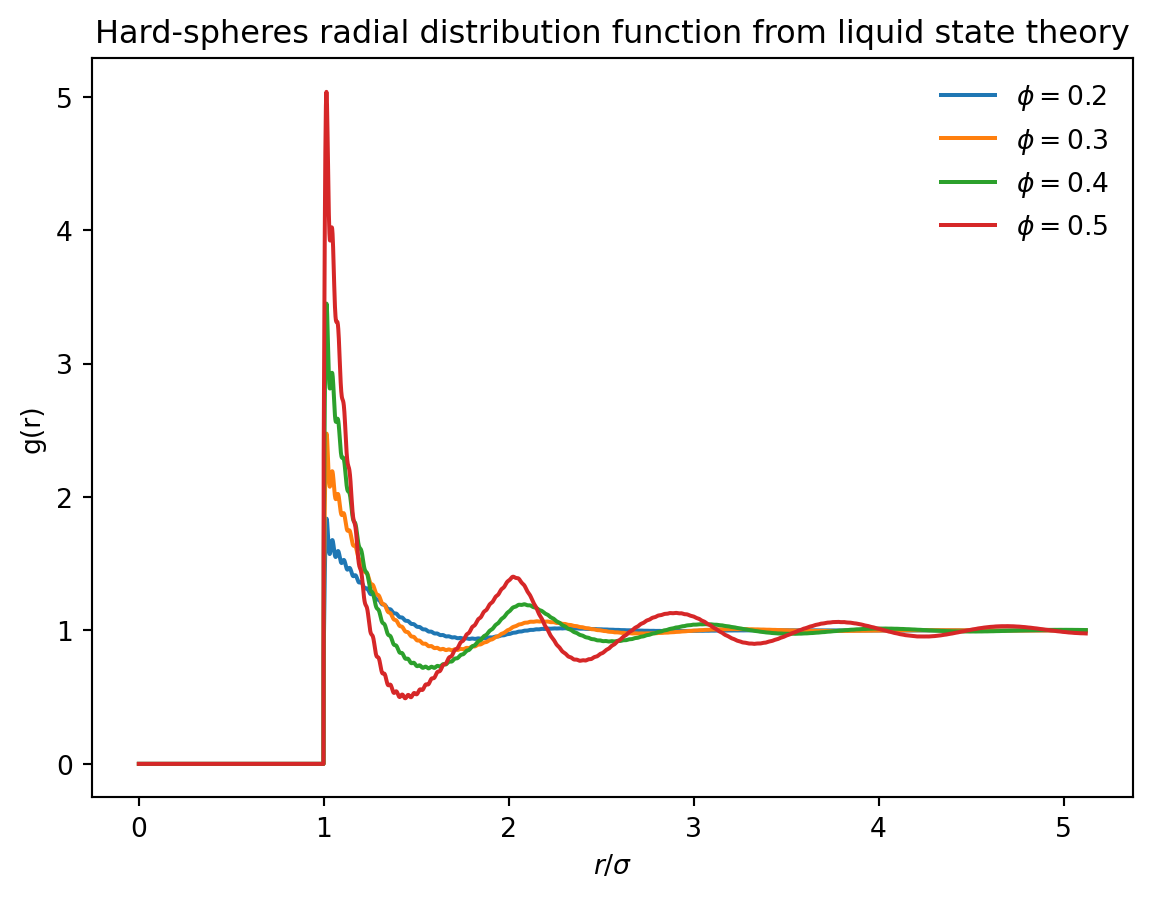 Hard-spheres radial distribution function from liquid state theory
ϕ = 0.2
ϕ = 0.3
ϕ = 0.4
ϕ = 0.5
g(r)
5
4
3
2
1
0
0 1 2 3 4 5
r/σ